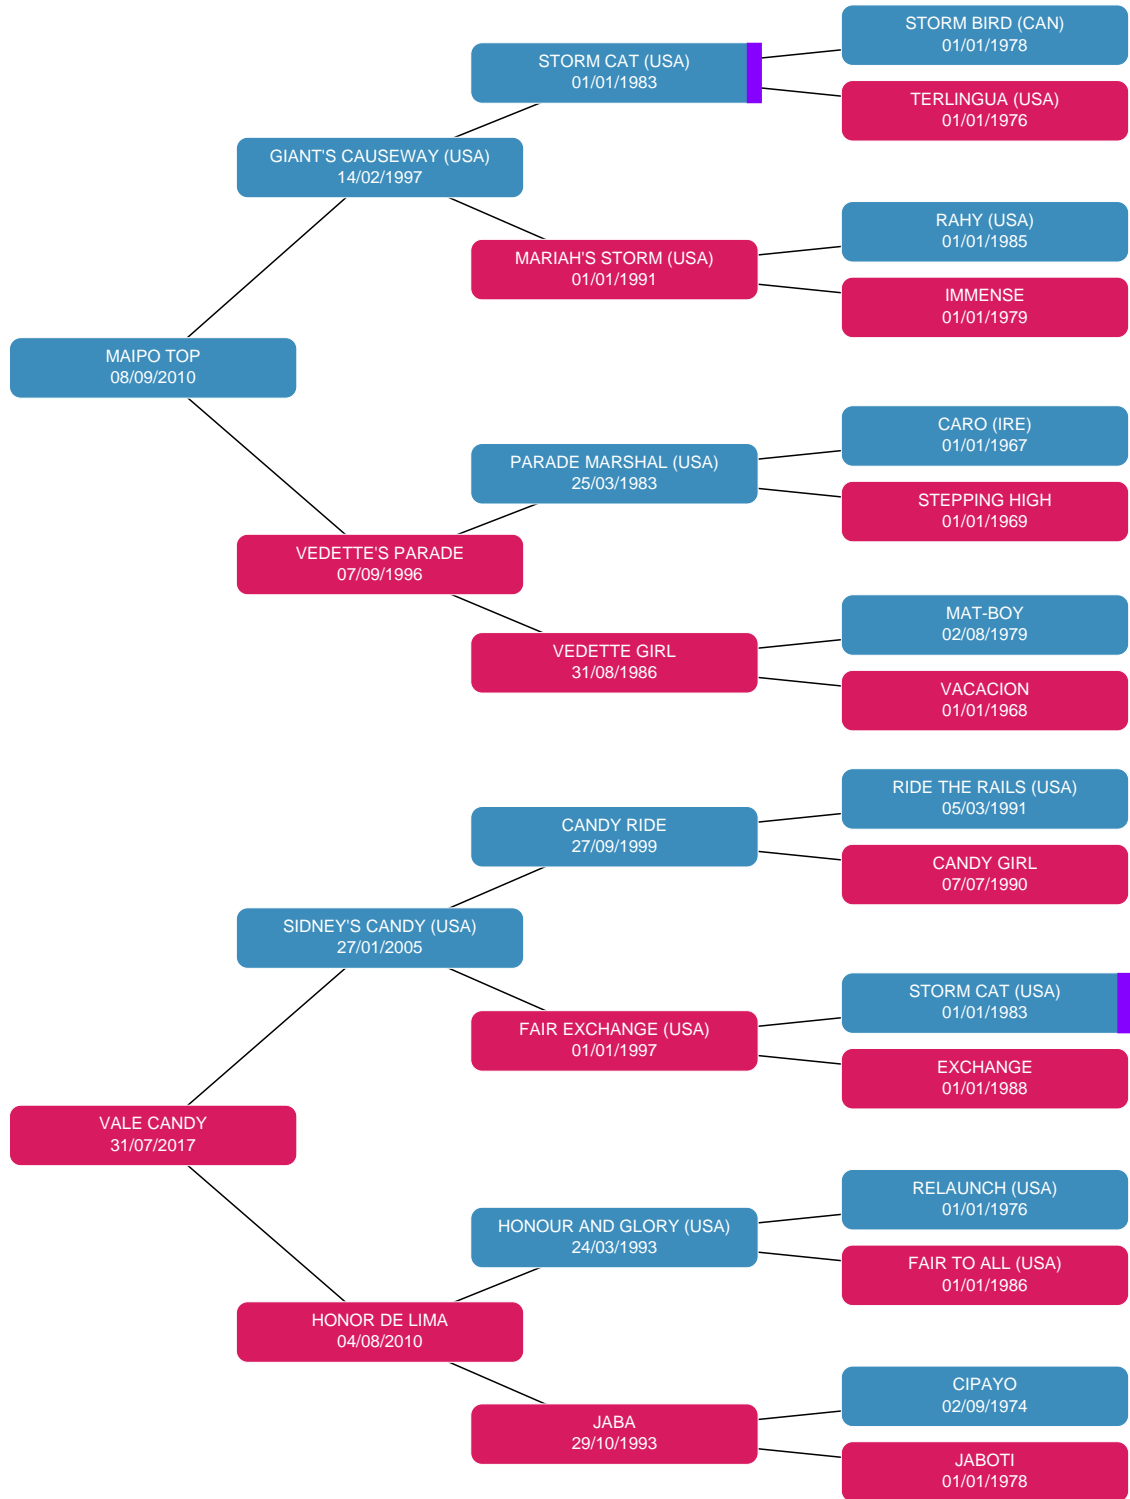 STORM BIRD (CAN)
01/01/1978
STORM CAT (USA)
01/01/1983
TERLINGUA (USA)
01/01/1976
GIANT'S CAUSEWAY (USA)
14/02/1997
RAHY (USA)
01/01/1985
MARIAH'S STORM (USA)
01/01/1991
IMMENSE
01/01/1979
MAIPO TOP
08/09/2010
CARO (IRE)
01/01/1967
PARADE MARSHAL (USA)
25/03/1983
STEPPING HIGH
01/01/1969
VEDETTE'S PARADE
07/09/1996
MAT-BOY
02/08/1979
VEDETTE GIRL
31/08/1986
VACACION
01/01/1968
RIDE THE RAILS (USA)
05/03/1991
CANDY RIDE
27/09/1999
CANDY GIRL
07/07/1990
SIDNEY'S CANDY (USA)
27/01/2005
STORM CAT (USA)
01/01/1983
FAIR EXCHANGE (USA)
01/01/1997
EXCHANGE
01/01/1988
VALE CANDY
31/07/2017
RELAUNCH (USA)
01/01/1976
HONOUR AND GLORY (USA)
24/03/1993
FAIR TO ALL (USA)
01/01/1986
HONOR DE LIMA
04/08/2010
CIPAYO
02/09/1974
JABA
29/10/1993
JABOTI
01/01/1978